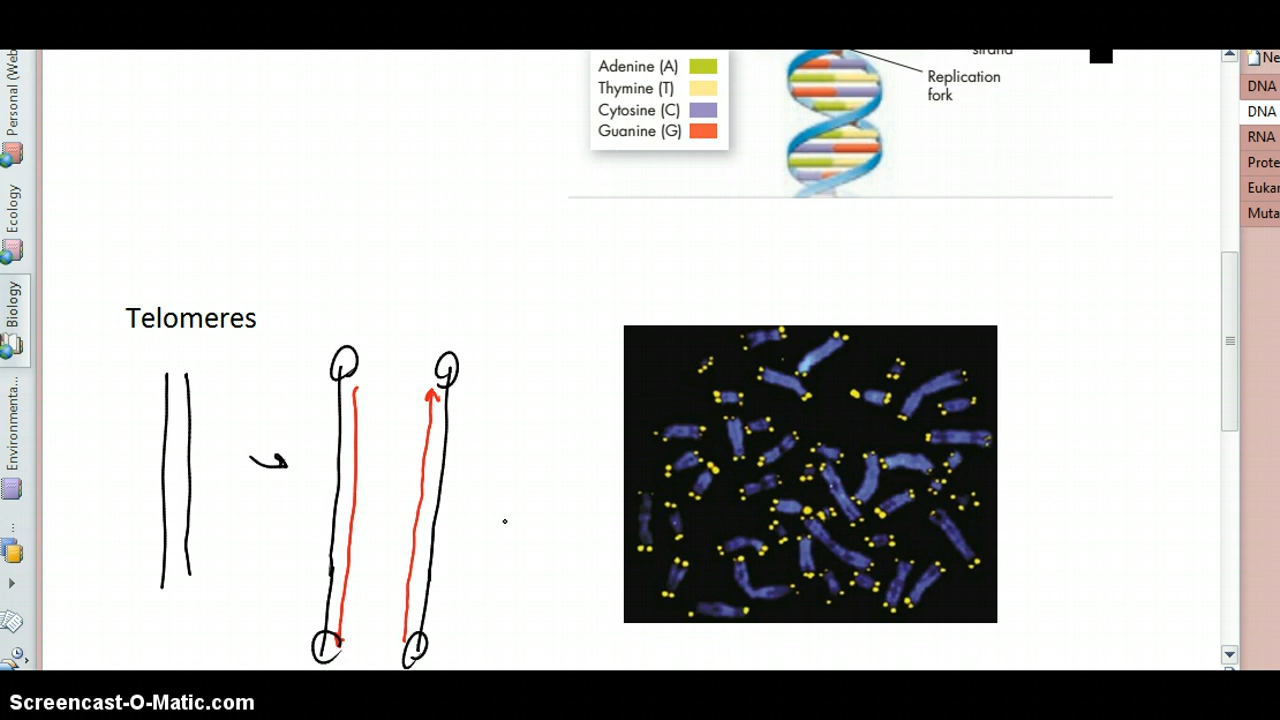 strand
Adenine (A)
Thymine (T)
Cytosine (C)
Guanine (G)
Replication
fork
Telomeres
Personal (Web
Ecology
Biology
Environmenta...
...
Ne
DNA
DNA
RNA
Prote
Eukar
Muta
Screencast-O-Matic.com